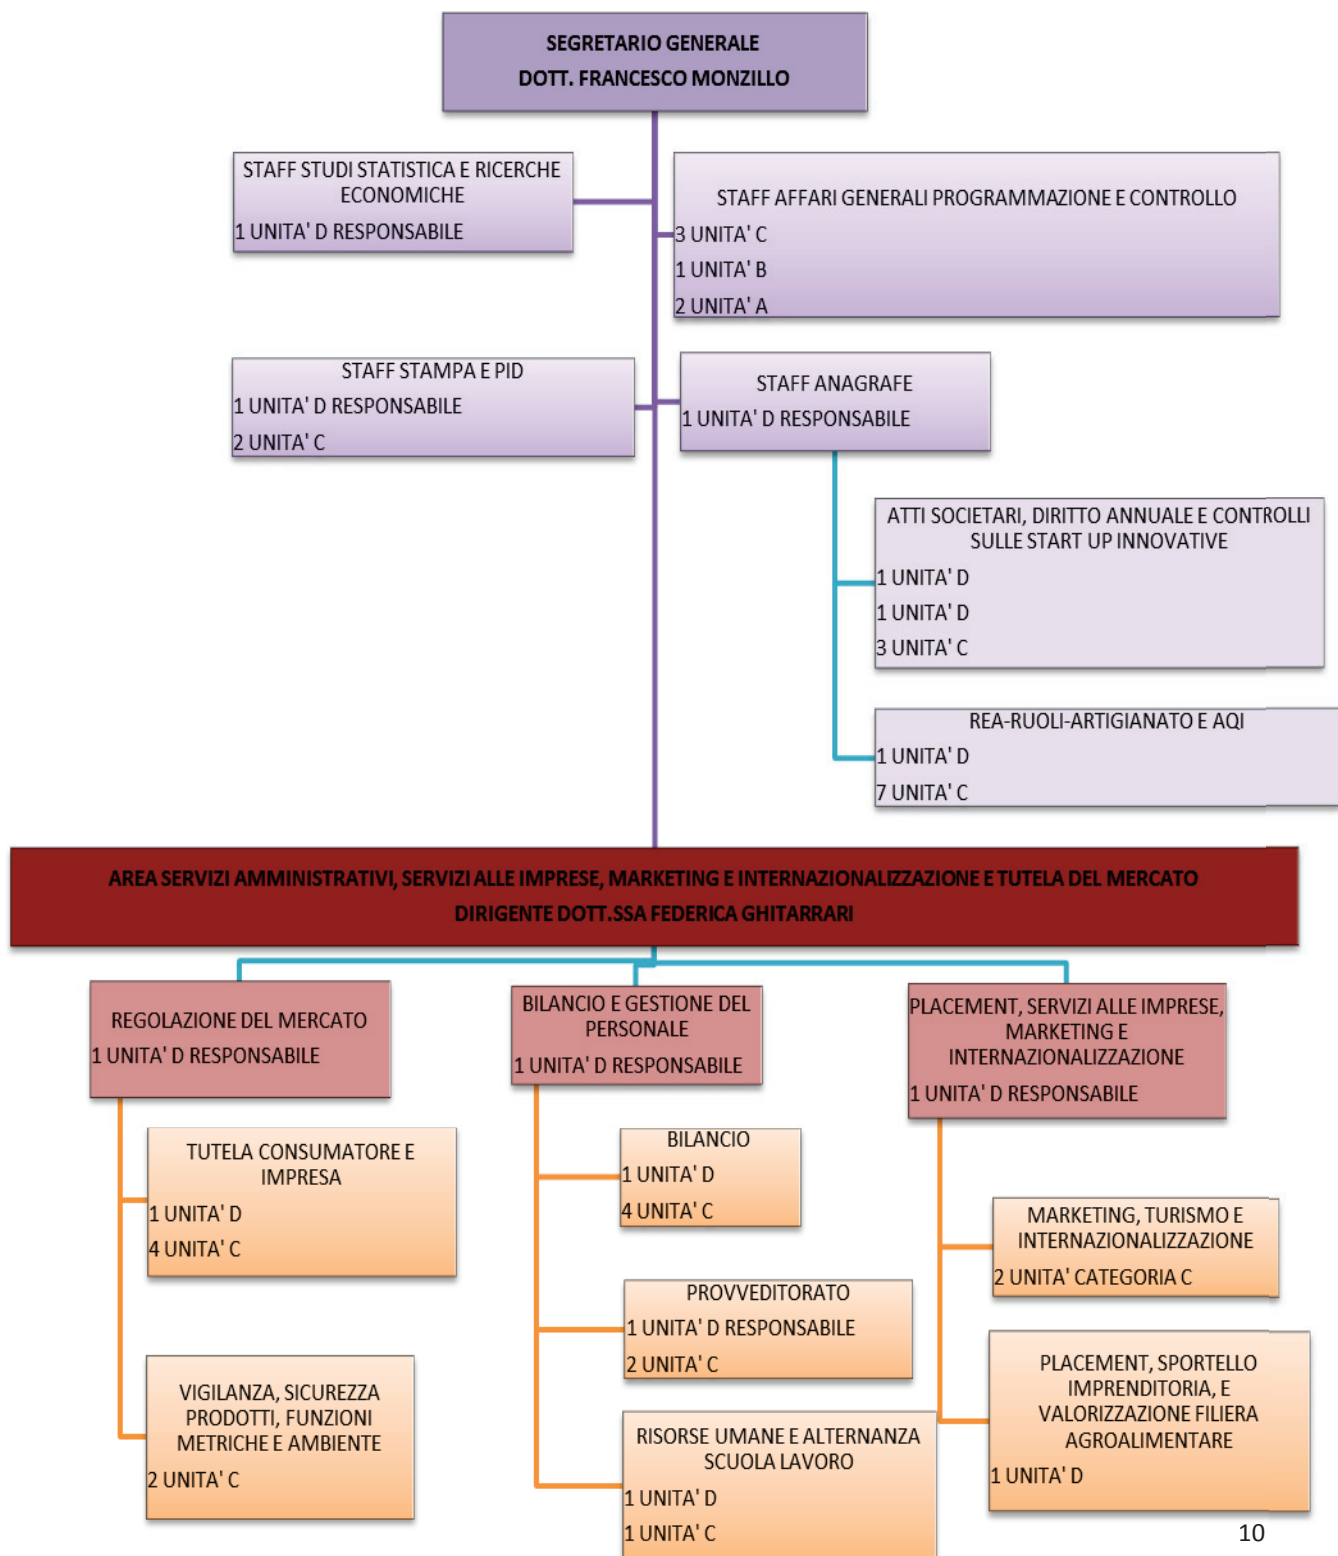 SEGRETARIO GENERALE
DOTT. FRANCESCO MONZILLO
STAFF STUDI STATISTICA E RICERCHE
ECONOMICHE
1 UNITA' D RESPONSABILE
STAFF AFFARI GENERALI PROGRAMMAZIONE E CONTROLLO
3 UNITA' C
1 UNITA' B
2 UNITA' A
STAFF STAMPA E PID
1 UNITA' D RESPONSABILE
2 UNITA' C
STAFF ANAGRAFE
1 UNITA' D RESPONSABILE
ATTI SOCIETARI, DIRITTO ANNUALE E CONTROLLI
SULLE START UP INNOVATIVE
1 UNITA' D
1 UNITA' D
3 UNITA' C
REA-RUOLI-ARTIGIANATO E AQI
1 UNITA' D
7 UNITA' C
AREA SERVIZI AMMINISTRATIVI, SERVIZI ALLE IMPRESE, MARKETING E INTERNAZIONALIZZAZIONE E TUTELA DEL MERCATO
DIRIGENTE DOTT.SSA FEDERICA GHITARRARI
REGOLAZIONE DEL MERCATO
1 UNITA' D RESPONSABILE
TUTELA CONSUMATORE E
IMPRESA
1 UNITA' D
4 UNITA' C
VIGILANZA, SICUREZZA
PRODOTTI, FUNZIONI
METRICHE E AMBIENTE
2 UNITA' C
BILANCIO E GESTIONE DEL
PERSONALE
1 UNITA' D RESPONSABILE
BILANCIO
1 UNITA' D
4 UNITA' C
PROVVEDITORATO
1 UNITA' D RESPONSABILE
2 UNITA' C
RISORSE UMANE E ALTERNANZA
SCUOLA LAVORO
1 UNITA' D
1 UNITA' C
PLACEMENT, SERVIZI ALLE IMPRESE,
MARKETING E
INTERNAZIONALIZZAZIONE
1 UNITA' D RESPONSABILE
MARKETING, TURISMO E
INTERNAZIONALIZZAZIONE
2 UNITA' CATEGORIA C
PLACEMENT, SPORTELLO
IMPRENDITORIA, E
VALORIZZAZIONE FILIERA
AGROALIMENTARE
1 UNITA' D
10